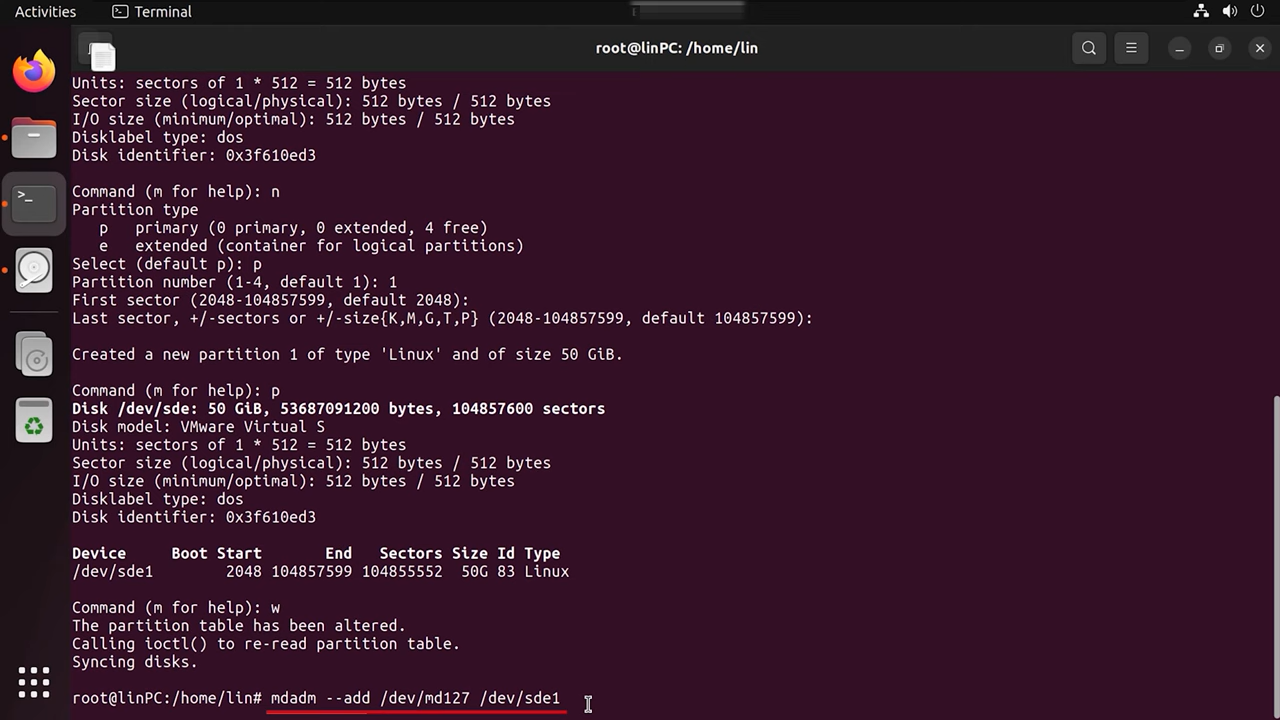 Activities
Terminal
root@linPC: /home/lin
Units: sectors of 1 * 512 = 512 bytes
Sector size (logical/physical): 512 bytes / 512 bytes
I/O size (minimum/optimal): 512 bytes / 512 bytes
Disklabel type: dos
Disk identifier: 0x3f610ed3
Command (m for help): n
Partition type
p   primary (0 primary, 0 extended, 4 free)
e   extended (container for logical partitions)
Select (default p): p
Partition number (1-4, default 1): 1
First sector (2048-104857599, default 2048):
Last sector, +/-sectors or +/-size{K,M,G,T,P} (2048-104857599, default 104857599):
Created a new partition 1 of type 'Linux' and of size 50 GiB.
Command (m for help): p
Disk /dev/sde: 50 GiB, 53687091200 bytes, 104857600 sectors
Disk model: VMware Virtual S
Units: sectors of 1 * 512 = 512 bytes
Sector size (logical/physical): 512 bytes / 512 bytes
I/O size (minimum/optimal): 512 bytes / 512 bytes
Disklabel type: dos
Disk identifier: 0x3f610ed3
Device     Boot Start       End   Sectors Size Id Type
/dev/sde1        2048 104857599 104855552  50G 83 Linux
Command (m for help): w
The partition table has been altered.
Calling ioctl() to re-read partition table.
Syncing disks.
root@linPC:/home/lin# mdadm --add /dev/md127 /dev/sde1